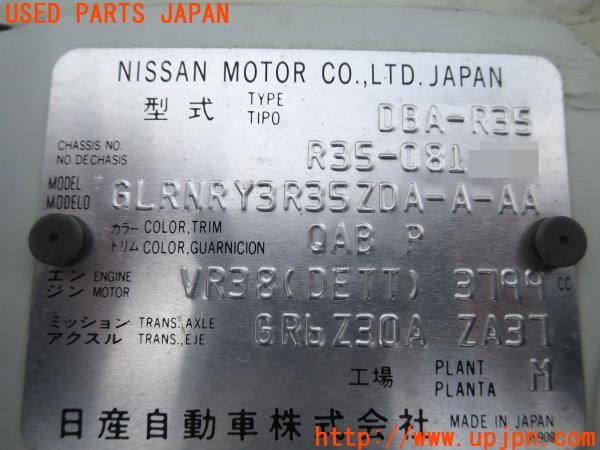 USED PARTS JAPAN
NISSAN MOTOR CO.,LTD. JAPAN
型式 TYPE TIPO DBA-R35
CHASSIS NO. NO. DE CHASIS R35-081
MODEL MODELO GLRNRY3R35ZDA-A-AA
カラー COLOR,TRIM
トリム COLOR,GUARNICION QAB P
エンジン ENGINE MOTOR VR38(DETT) 3799 CC
ミッション TRANS.,AXLE
アクスル TRANS.,EJE GR6Z30A ZA37
工場 PLANT PLANTA M
日産自動車株式会社 MADE IN JAPAN
http://www.upjpn.com